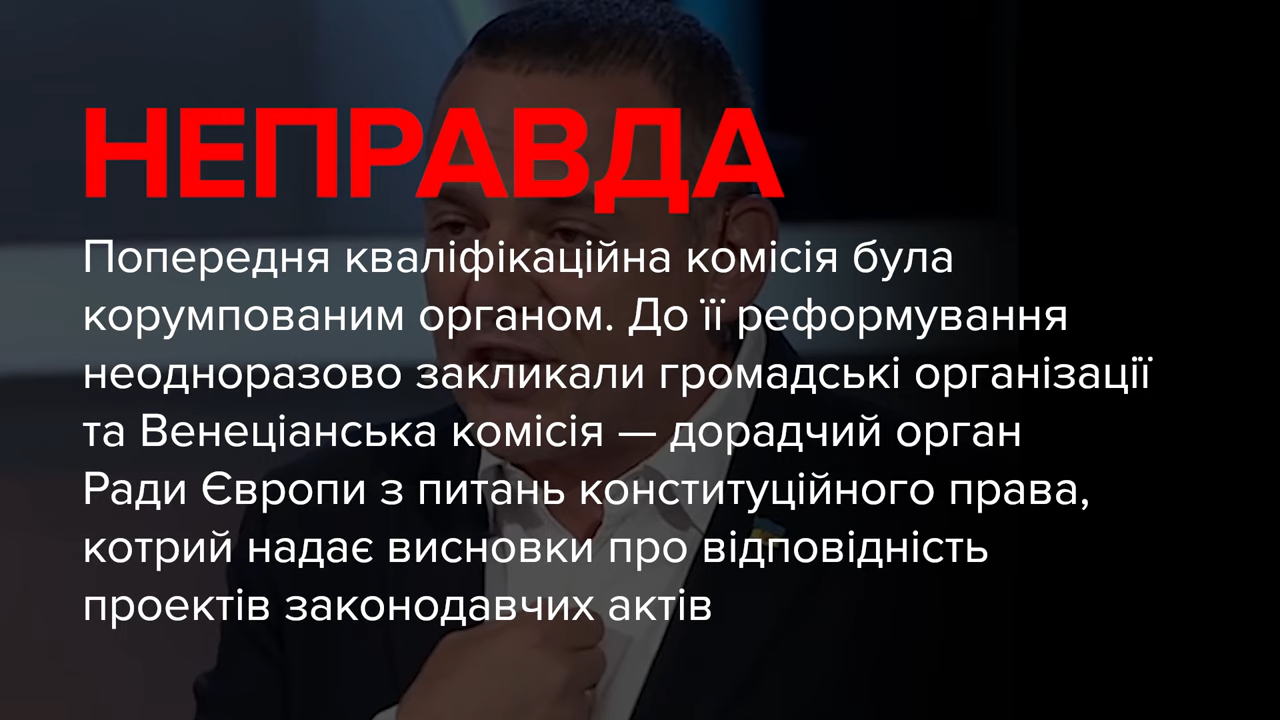 НЕПРАВДА
Попередня кваліфікаційна комісія була
корумпованим органом. До її реформування
неодноразово закликали громадські організації
та Венеціанська комісія — дорадчий орган
Ради Європи з питань конституційного права,
котрий надає висновки про відповідність
проектів законодавчих актів